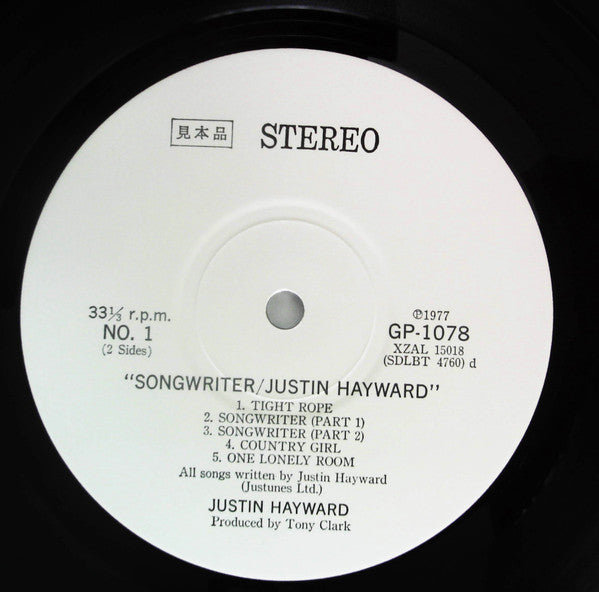 見本品 STEREO
33⅓ r.p.m.
NO. 1
(2 Sides)
℗1977
GP-1078
XZAL 15018
(SDLBT 4760) d
"SONGWRITER/JUSTIN HAYWARD"
1. TIGHT ROPE
2. SONGWRITER (PART 1)
3. SONGWRITER (PART 2)
4. COUNTRY GIRL
5. ONE LONELY ROOM
All songs written by Justin Hayward
(Justunes Ltd.)
JUSTIN HAYWARD
Produced by Tony Clark